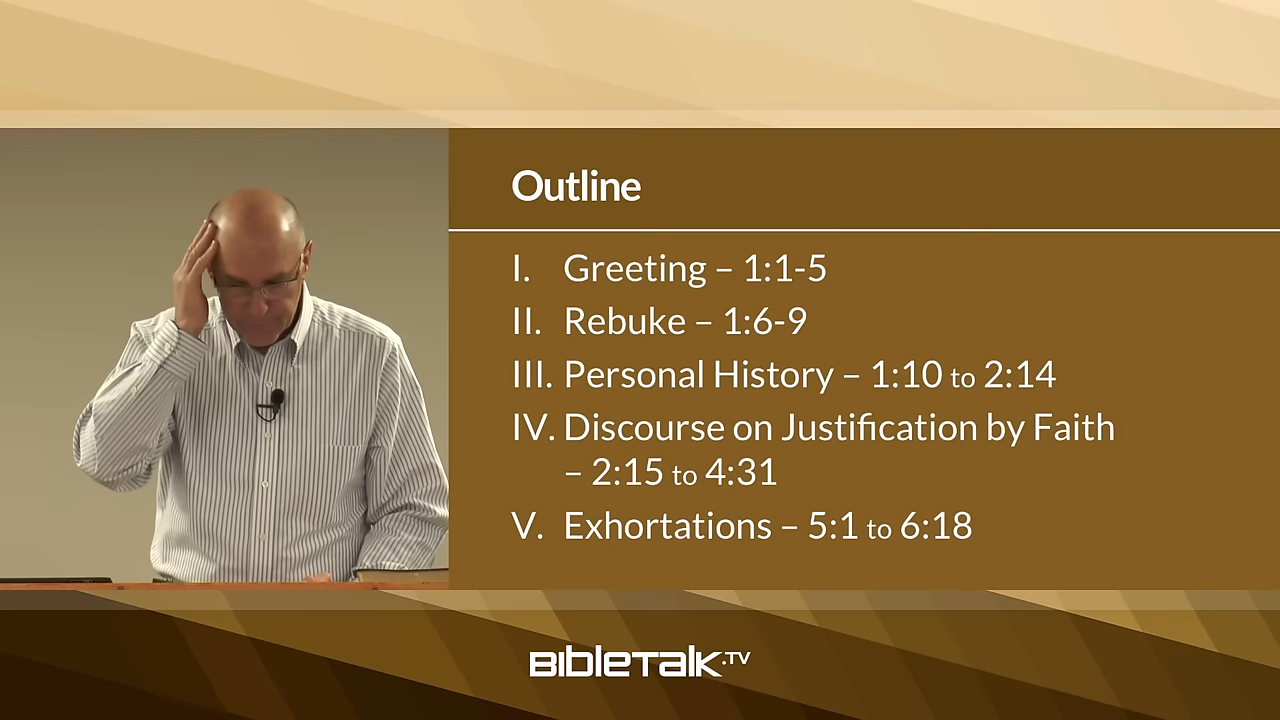 Outline
I. Greeting – 1:1-5
II. Rebuke – 1:6-9
III. Personal History – 1:10 to 2:14
IV. Discourse on Justification by Faith
– 2:15 to 4:31
V. Exhortations – 5:1 to 6:18
BIBLETALK.TV